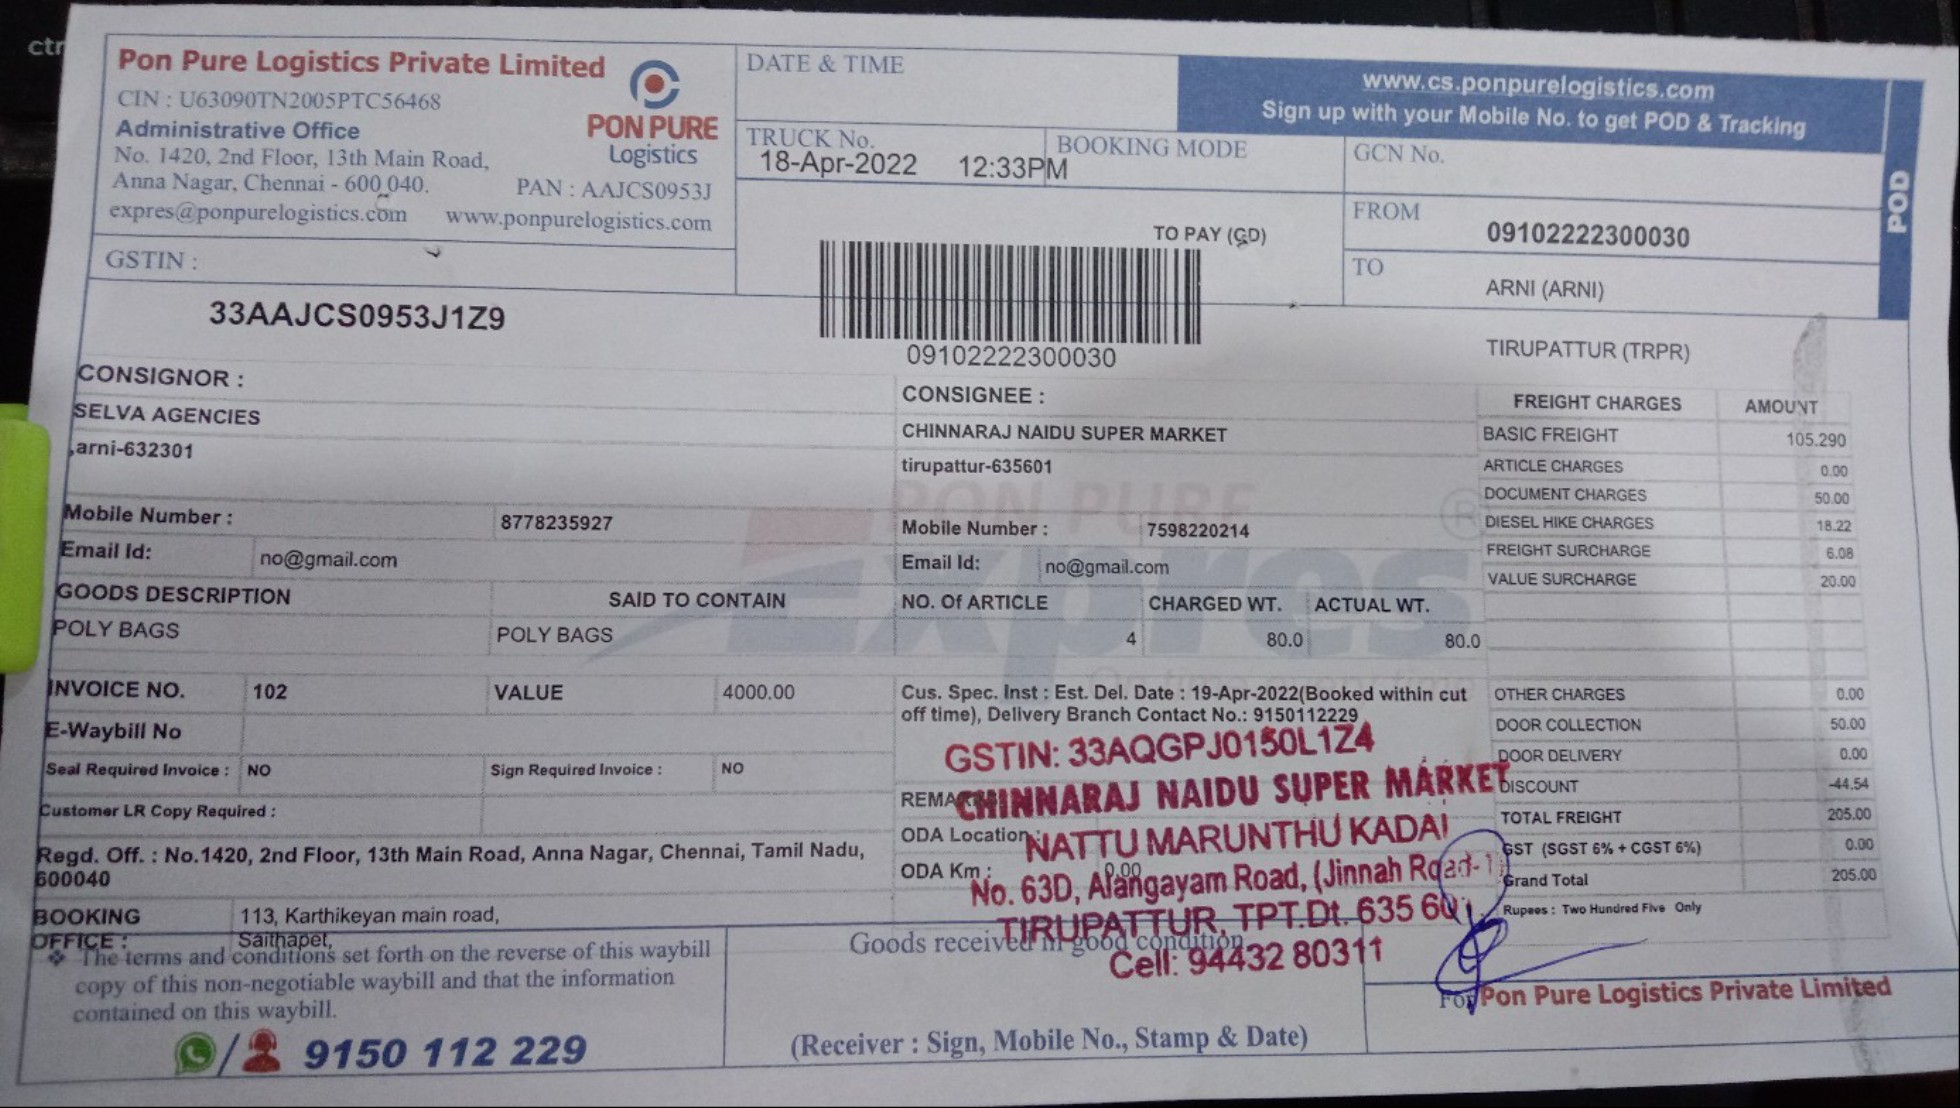 ctr
Pon Pure Logistics Private Limited
CIN : U63090TN2005PTC56468
Administrative Office
No. 1420, 2nd Floor, 13th Main Road,
Anna Nagar, Chennai - 600 040.
PAN : AAJCS0953J
expres@ponpurelogistics.com www.ponpurelogistics.com
PON PURE
Logistics
GSTIN :
33AAJCS0953J1Z9
DATE & TIME
TRUCK No.
18-Apr-2022 12:33PM
BOOKING MODE
TO PAY (GD)
09102222300030
www.cs.ponpurelogistics.com
Sign up with your Mobile No. to get POD & Tracking
GCN No.
FROM
09102222300030
TO
ARNI (ARNI)
TIRUPATTUR (TRPR)
POD
CONSIGNOR :
SELVA AGENCIES
,arni-632301
Mobile Number : 8778235927
Email Id: no@gmail.com
CONSIGNEE :
CHINNARAJ NAIDU SUPER MARKET
tirupattur-635601
Mobile Number : 7598220214
Email Id: no@gmail.com
PON PURE
Expres
GOODS DESCRIPTION SAID TO CONTAIN NO. Of ARTICLE CHARGED WT. ACTUAL WT.
POLY BAGS POLY BAGS 4 80.0 80.0
INVOICE NO. 102 VALUE 4000.00
E-Waybill No
Seal Required Invoice : NO Sign Required Invoice : NO
Customer LR Copy Required :
Regd. Off. : No.1420, 2nd Floor, 13th Main Road, Anna Nagar, Chennai, Tamil Nadu,
600040
BOOKING 113, Karthikeyan main road,
OFFICE : Saithapet,
Cus. Spec. Inst : Est. Del. Date : 19-Apr-2022(Booked within cut
off time), Delivery Branch Contact No.: 9150112229
ODA Location:
ODA Km : 0.00
GSTIN: 33AQGPJ0150L1Z4
CHINNARAJ NAIDU SUPER MARKET
NATTU MARUNTHU KADAI
No. 63D, Alangayam Road, (Jinnah Road-1)
TIRUPATTUR, TPT.Dt. 635 601
Cell: 94432 80311
FREIGHT CHARGES AMOUNT
BASIC FREIGHT 105.290
ARTICLE CHARGES 0.00
DOCUMENT CHARGES 50.00
DIESEL HIKE CHARGES 18.22
FREIGHT SURCHARGE 6.08
VALUE SURCHARGE 20.00
OTHER CHARGES 0.00
DOOR COLLECTION 50.00
DOOR DELIVERY 0.00
DISCOUNT -44.54
TOTAL FREIGHT 205.00
GST (SGST 6% + CGST 6%) 0.00
Grand Total 205.00
Rupees : Two Hundred Five Only
❖ The terms and conditions set forth on the reverse of this waybill
copy of this non-negotiable waybill and that the information
contained on this waybill.
/ 9150 112 229
Goods received in good condition
(Receiver : Sign, Mobile No., Stamp & Date)
For Pon Pure Logistics Private Limited